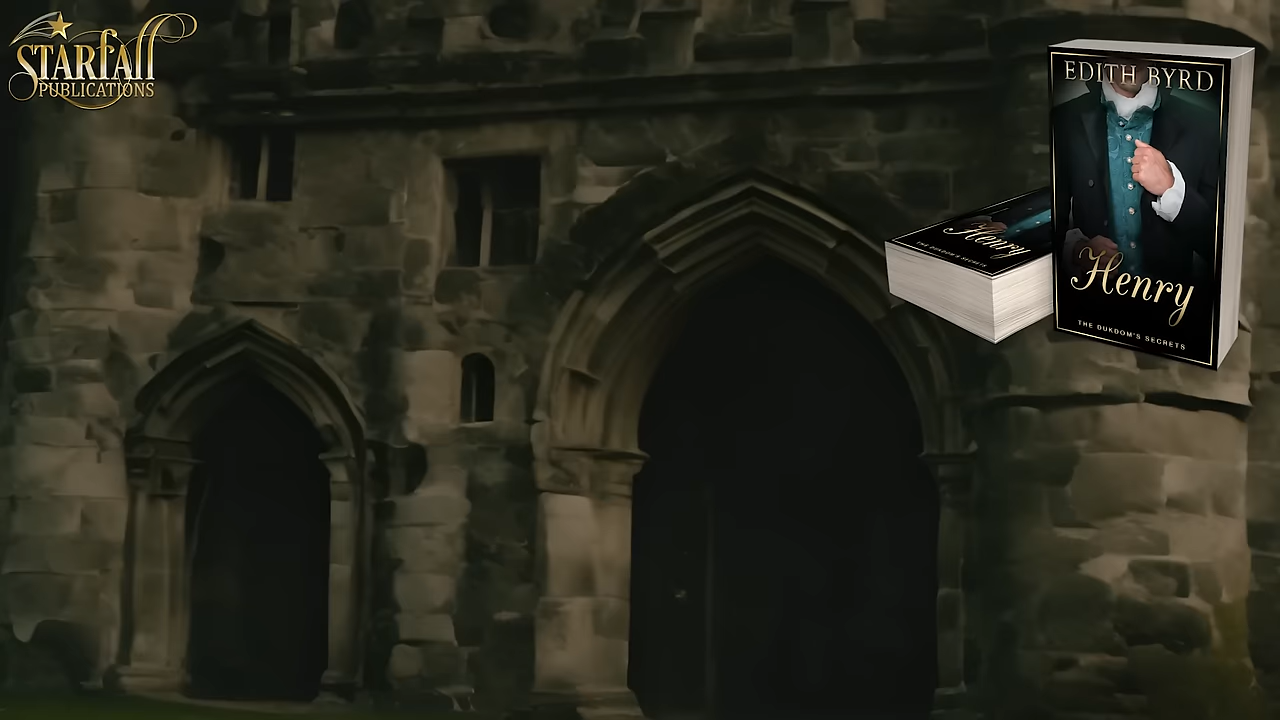 STARfall
PUBLICATIONS
EDITH BYRD
Henry
THE DUKDOM'S SECRETS
Henry
THE DUKDOM'S SECRETS